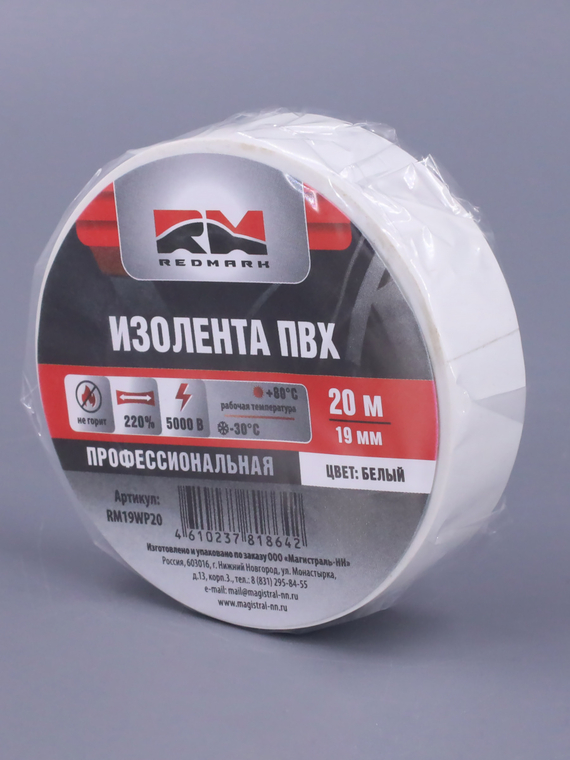 RM
REDMARK
ИЗОЛЕНТА ПВХ
не горит
220%
5000 В
+80°C
рабочая температура
-30°C
20 м
19 мм
ПРОФЕССИОНАЛЬНАЯ
ЦВЕТ: БЕЛЫЙ
Артикул:
RM19WP20
4 610237 818642
Изготовлено и упаковано по заказу ООО «Магистраль-НН»
Россия, 603016, г. Нижний Новгород, ул. Монастырка,
д.13, корп.3., тел.: 8 (831) 295-84-55
e-mail: mail@magistral-nn.ru
www.magistral-nn.ru